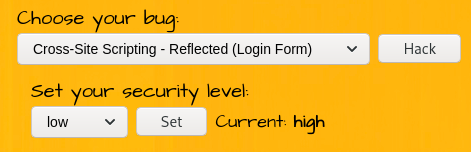 Choose your bug:
Cross-Site Scripting - Reflected (Login Form) Hack
Set your security level:
low Set Current: high